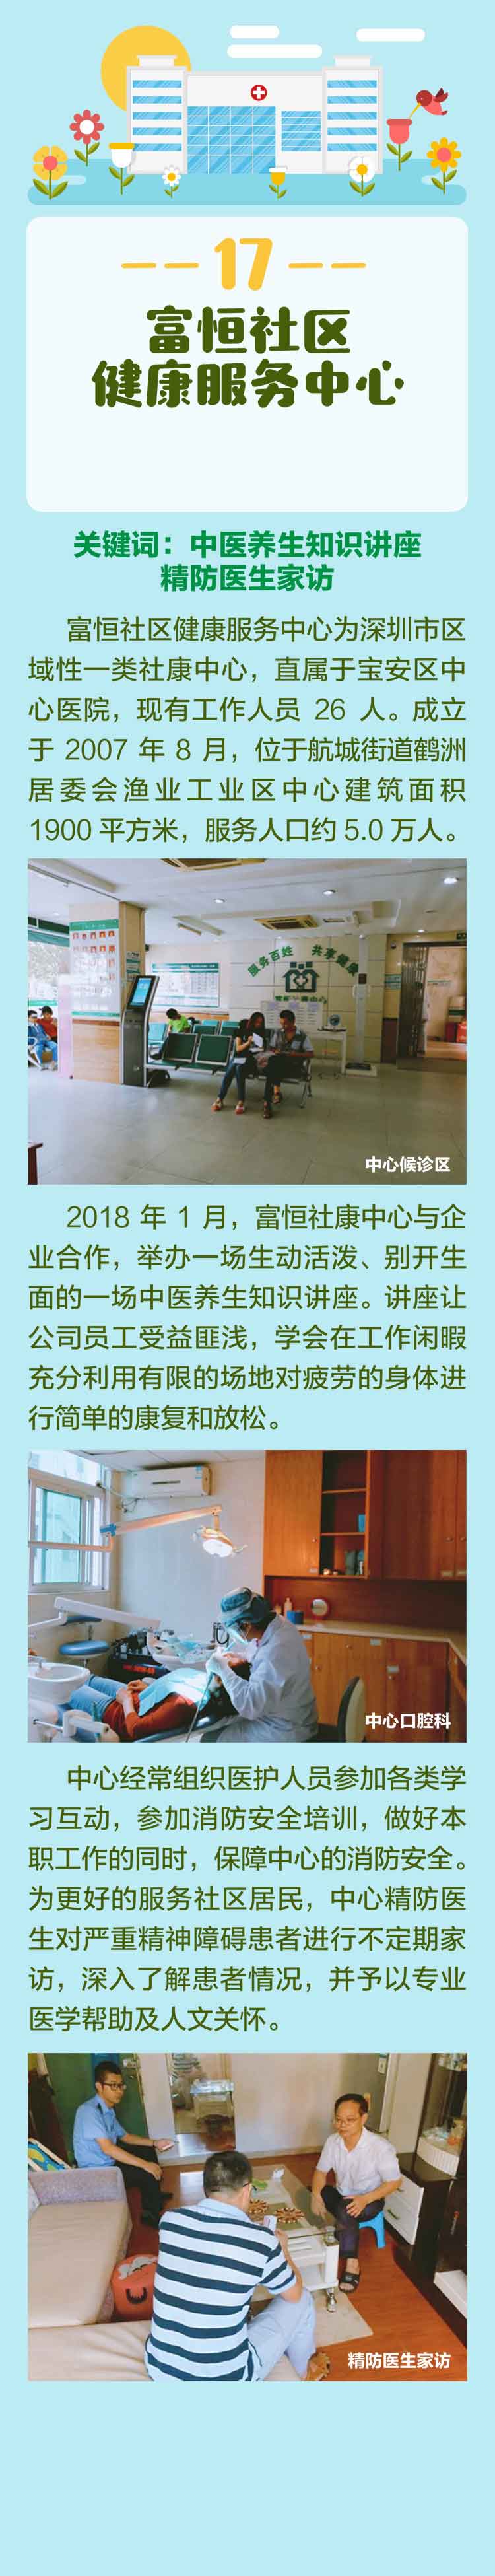 17
富恒社区
健康服务中心
关键词：中医养生知识讲座
精防医生家访
富恒社区健康服务中心为深圳市区
域性一类社康中心，直属于宝安区中
心医院，现有工作人员 26 人。成立
于 2007 年 8 月，位于航城街道鹤洲
居委会渔业工业区中心建筑面积
1900 平方米，服务人口约 5.0 万人。
服务百姓 共享健康
中心候诊区
2018 年 1 月，富恒社康中心与企
业合作，举办一场生动活泼、别开生
面的一场中医养生知识讲座。讲座让
公司员工受益匪浅，学会在工作闲暇
充分利用有限的场地对疲劳的身体进
行简单的康复和放松。
中心口腔科
中心经常组织医护人员参加各类学
习互动，参加消防安全培训，做好本
职工作的同时，保障中心的消防安全。
为更好的服务社区居民，中心精防医
生对严重精神障碍患者进行不定期家
访，深入了解患者情况，并予以专业
医学帮助及人文关怀。
精防医生家访